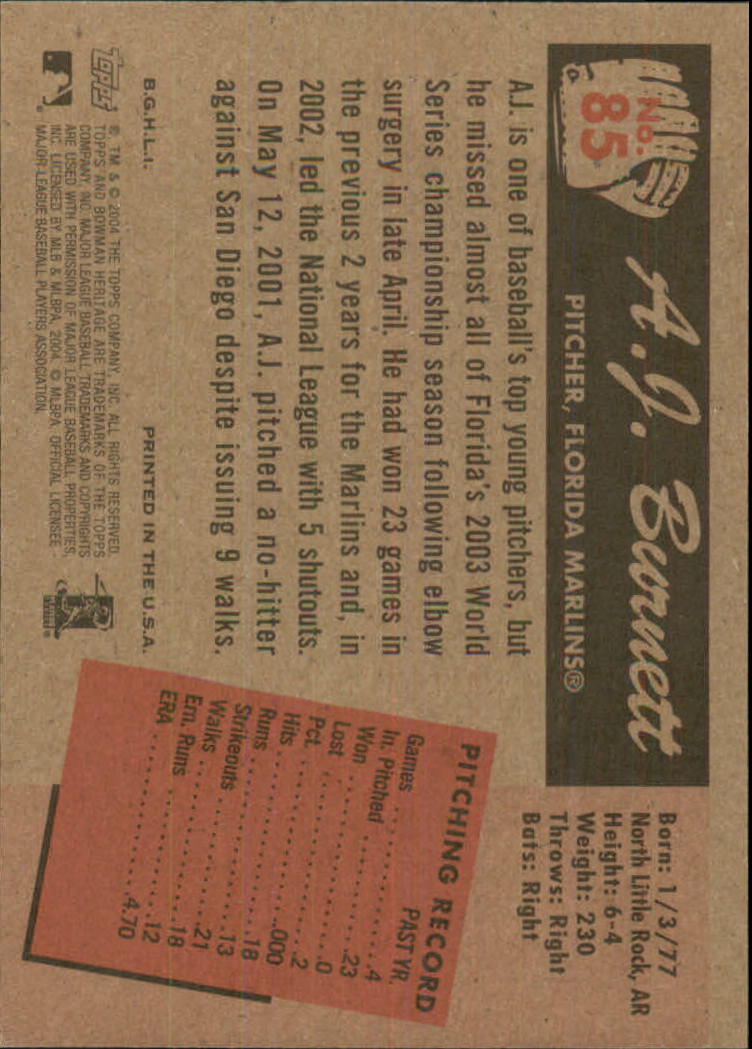 No.
85
A.J. Burnett
PITCHER, FLORIDA MARLINS®
Born: 1/3/77
North Little Rock, AR
Height: 6-4
Weight: 230
Throws: Right
Bats: Right
A.J. is one of baseball's top young pitchers, but
he missed almost all of Florida's 2003 World
Series championship season following elbow
surgery in late April. He had won 23 games in
the previous 2 years for the Marlins and, in
2002, led the National League with 5 shutouts.
On May 12, 2001, A.J. pitched a no-hitter
against San Diego despite issuing 9 walks.
PITCHING RECORD
PAST YR.
Games . . . . . . . . . . . .4
In. Pitched . . . . . . . . .23
Won . . . . . . . . . . . . .0
Lost . . . . . . . . . . . . .2
Pct. . . . . . . . . . . . .000
Hits . . . . . . . . . . . . .18
Runs . . . . . . . . . . . .13
Strikeouts . . . . . . . . .21
Walks . . . . . . . . . . . .18
Ern. Runs . . . . . . . . .12
ERA . . . . . . . . . . . .4.70
B.G.H.L.I.
PRINTED IN THE U.S.A.
Topps
®, TM & © 2004 THE TOPPS COMPANY, INC. ALL RIGHTS RESERVED.
TOPPS AND BOWMAN HERITAGE ARE TRADEMARKS OF THE TOPPS
COMPANY, INC. MAJOR LEAGUE BASEBALL TRADEMARKS AND COPYRIGHTS
ARE USED WITH PERMISSION OF MAJOR LEAGUE BASEBALL PROPERTIES,
INC. LICENSED BY MLB & MLBPA, 2004. © MLBPA. OFFICIAL LICENSEE-
MAJOR LEAGUE BASEBALL PLAYERS ASSOCIATION.